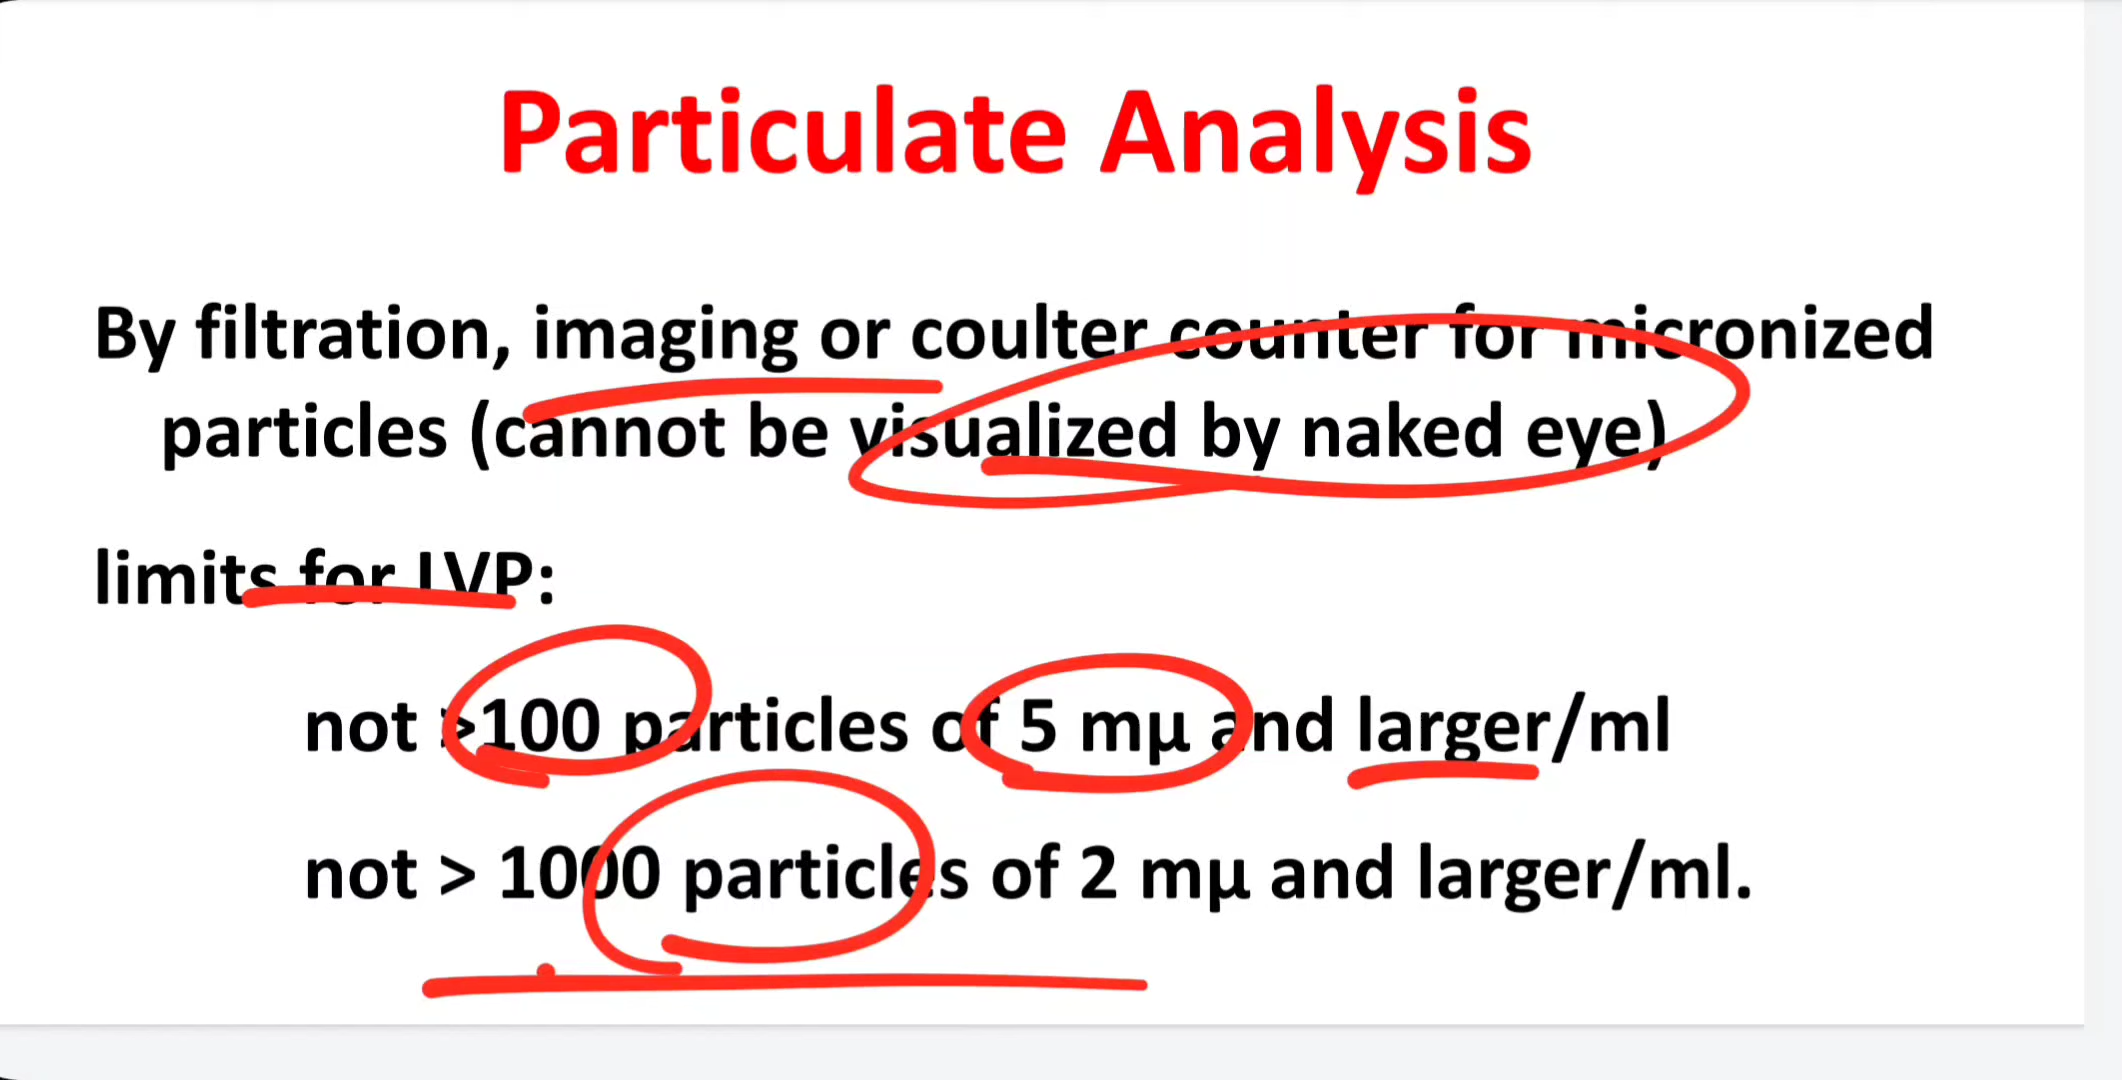 Particulate Analysis
By filtration, imaging or coulter counter for micronized
particles (cannot be visualized by naked eye)
limits for LVP:
not >100 particles of 5 mµ and larger/ml
not > 1000 particles of 2 mµ and larger/ml.